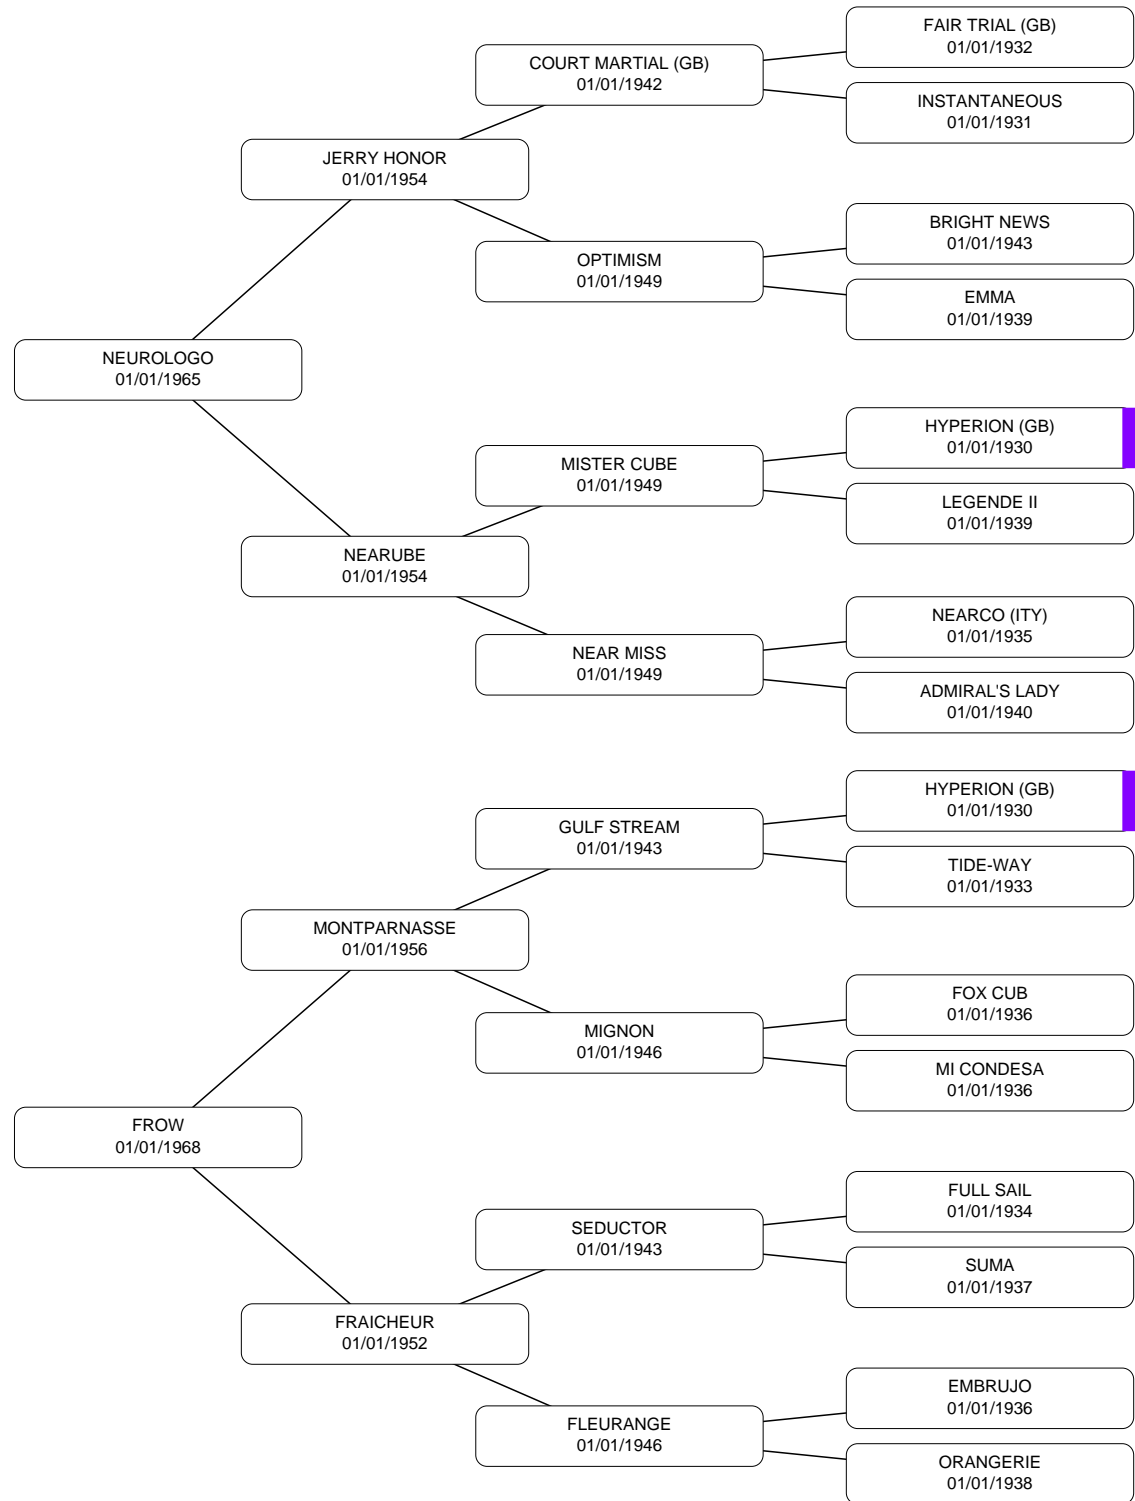 FAIR TRIAL (GB)
01/01/1932
COURT MARTIAL (GB)
01/01/1942
INSTANTANEOUS
01/01/1931
JERRY HONOR
01/01/1954
BRIGHT NEWS
01/01/1943
OPTIMISM
01/01/1949
EMMA
01/01/1939
NEUROLOGO
01/01/1965
HYPERION (GB)
01/01/1930
MISTER CUBE
01/01/1949
LEGENDE II
01/01/1939
NEARUBE
01/01/1954
NEARCO (ITY)
01/01/1935
NEAR MISS
01/01/1949
ADMIRAL'S LADY
01/01/1940
HYPERION (GB)
01/01/1930
GULF STREAM
01/01/1943
TIDE-WAY
01/01/1933
MONTPARNASSE
01/01/1956
FOX CUB
01/01/1936
MIGNON
01/01/1946
MI CONDESA
01/01/1936
FROW
01/01/1968
FULL SAIL
01/01/1934
SEDUCTOR
01/01/1943
SUMA
01/01/1937
FRAICHEUR
01/01/1952
EMBRUJO
01/01/1936
FLEURANGE
01/01/1946
ORANGERIE
01/01/1938